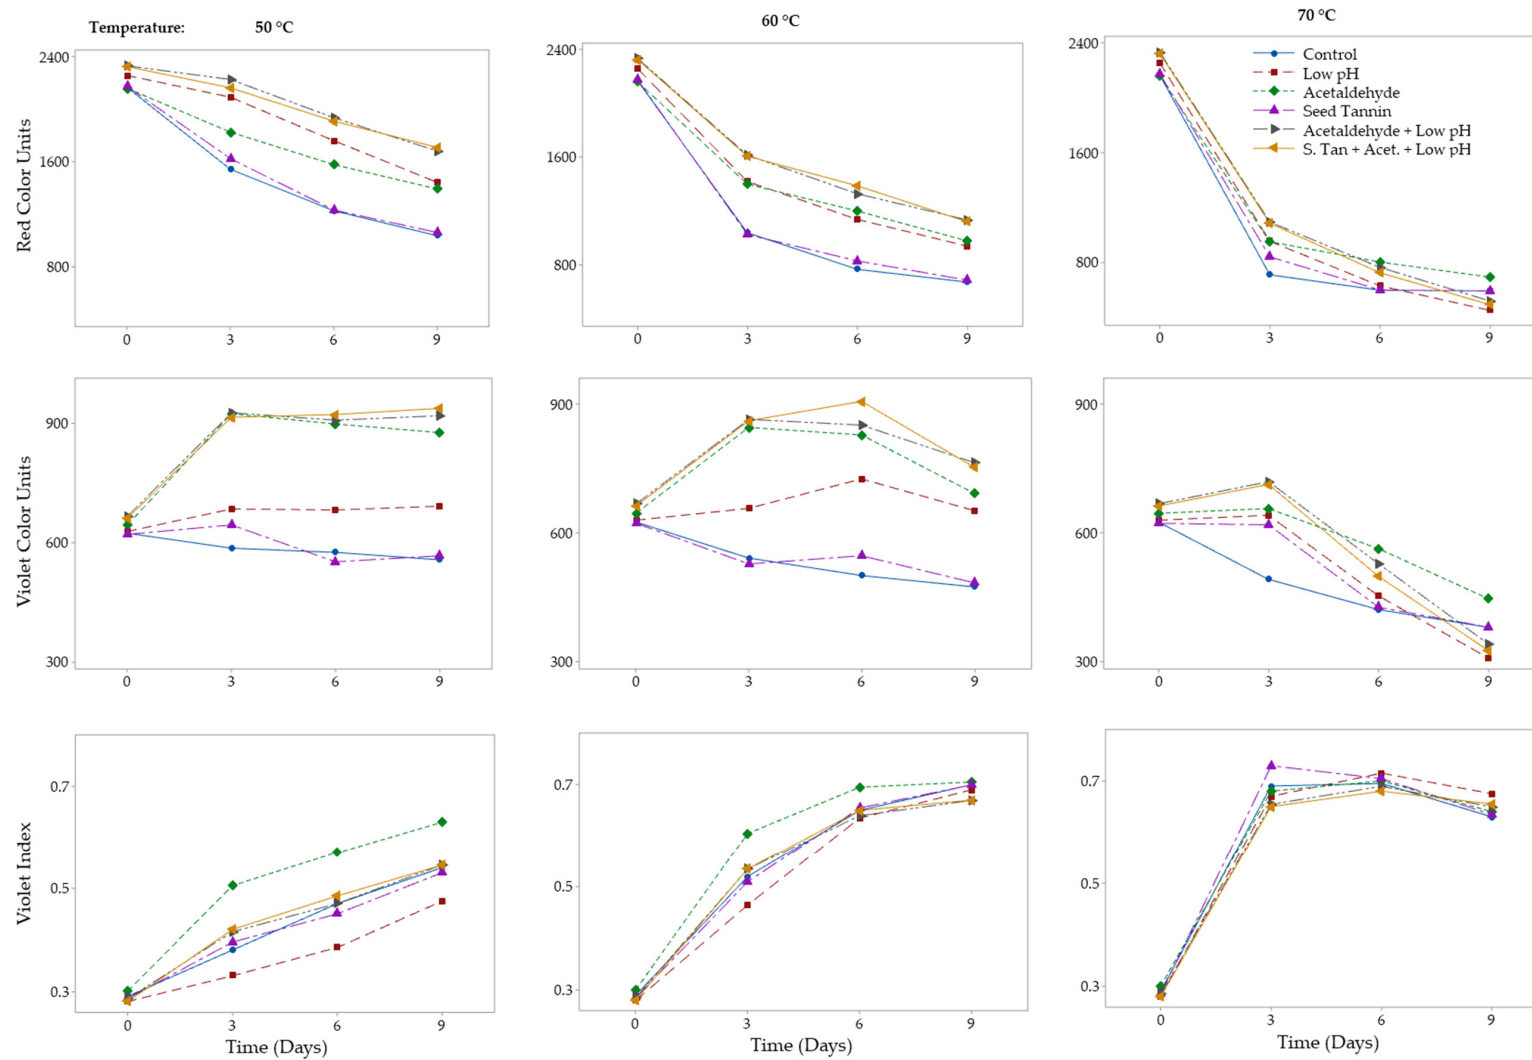 Temperature: 50 °C 60 °C 70 °C
Control
Low pH
Acetaldehyde
Seed Tannin
Acetaldehyde + Low pH
S. Tan + Acet. + Low pH
Red Color Units
2400 2400 2400
1600 1600 1600
800 800 800
0 3 6 9 0 3 6 9 0 3 6 9
Violet Color Units
900 900 900
600 600 600
300 300 300
0 3 6 9 0 3 6 9 0 3 6 9
Violet Index
0.7 0.7 0.7
0.5 0.5 0.5
0.3 0.3 0.3
0 3 6 9 0 3 6 9 0 3 6 9
Time (Days) Time (Days) Time (Days)